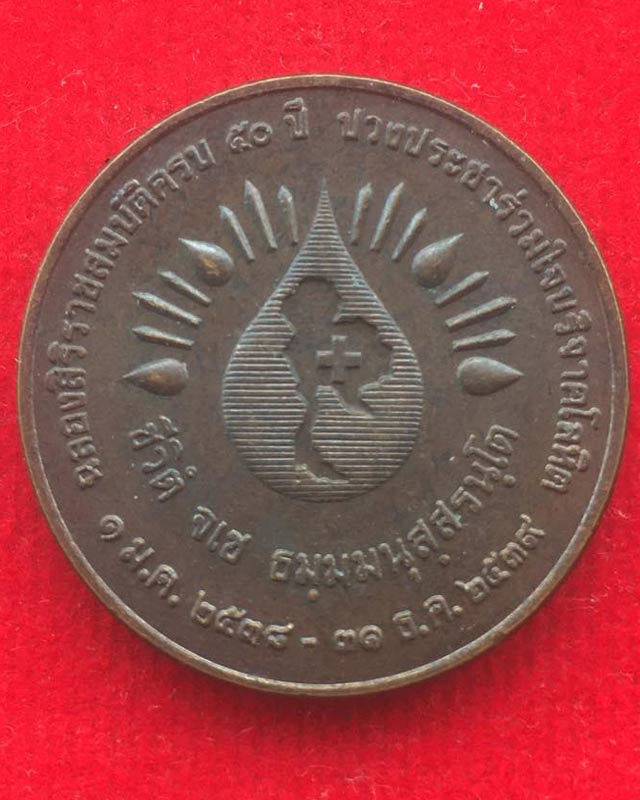 ฉลองสิริราชสมบัติครบ ๕๐ ปี ปวงประชาร่วมใจบริจาคโลหิต
ชีวิตํ จเช ธมฺมมนุสฺสรนฺโต
๑ ม.ค. ๒๕๓๘ - ๓๑ ธ.ค. ๒๕๓๙